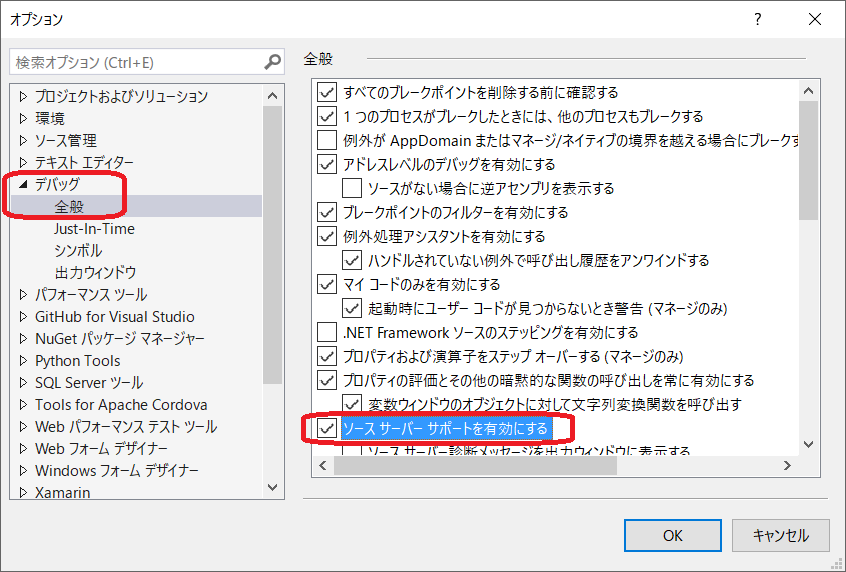 オプション
?
検索オプション (Ctrl+E)
プロジェクトおよびソリューション
環境
ソース管理
テキスト エディター
デバッグ
全般
Just-In-Time
シンボル
出力ウィンドウ
パフォーマンス ツール
GitHub for Visual Studio
NuGet パッケージ マネージャー
Python Tools
SQL Server ツール
Tools for Apache Cordova
Web パフォーマンス テスト ツール
Web フォーム デザイナー
Windows フォーム デザイナー
Xamarin
全般
すべてのブレークポイントを削除する前に確認する
1 つのプロセスがブレークしたときには、他のプロセスもブレークする
例外が AppDomain またはマネージ/ネイティブの境界を越える場合にブレークす
アドレスレベルのデバッグを有効にする
ソースがない場合に逆アセンブリを表示する
ブレークポイントのフィルターを有効にする
例外処理アシスタントを有効にする
ハンドルされていない例外で呼び出し履歴をアンワインドする
マイ コードのみを有効にする
起動時にユーザー コードが見つからないとき警告 (マネージのみ)
.NET Framework ソースのステッピングを有効にする
プロパティおよび演算子をステップ オーバーする (マネージのみ)
プロパティの評価とその他の暗黙的な関数の呼び出しを常に有効にする
変数ウィンドウのオブジェクトに対して文字列変換関数を呼び出す
ソース サーバー サポートを有効にする
ソース サーバー診断メッセージを出力ウィンドウに表示する
OK
キャンセル